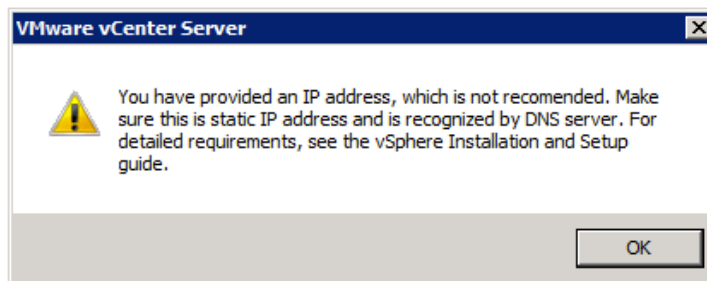 VMware vCenter Server
You have provided an IP address, which is not recomended. Make
sure this is static IP address and is recognized by DNS server. For
detailed requirements, see the vSphere Installation and Setup
guide.
OK